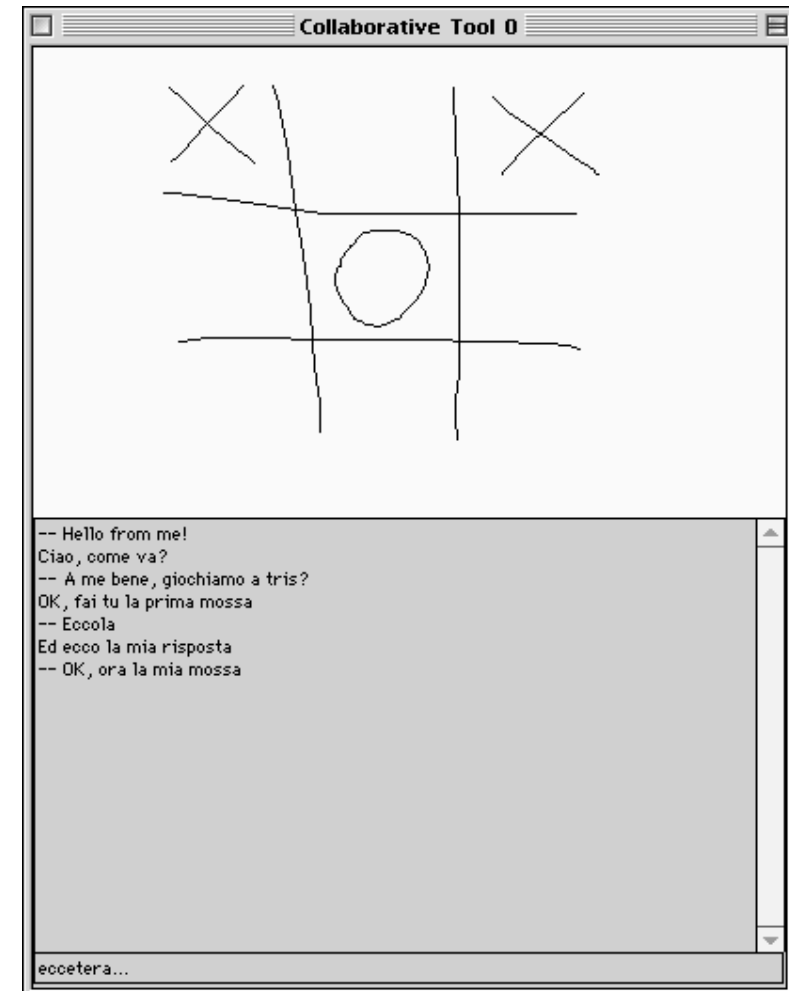 Collaborative Tool 0
-- Hello from me!
Ciao, come va?
-- A me bene, giochiamo a tris?
OK, fai tu la prima mossa
-- Eccola
Ed ecco la mia risposta
-- OK, ora la mia mossa
eccetera...